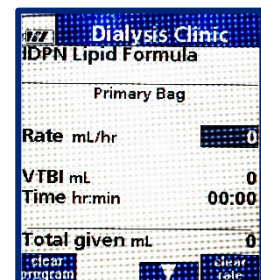 Dialysis Clinic
IDPN Lipid Formula
Primary Bag
Rate mL/hr 0
VTBI mL 0
Time hr:min 00:00
Total given mL 0
clear clear
program rate